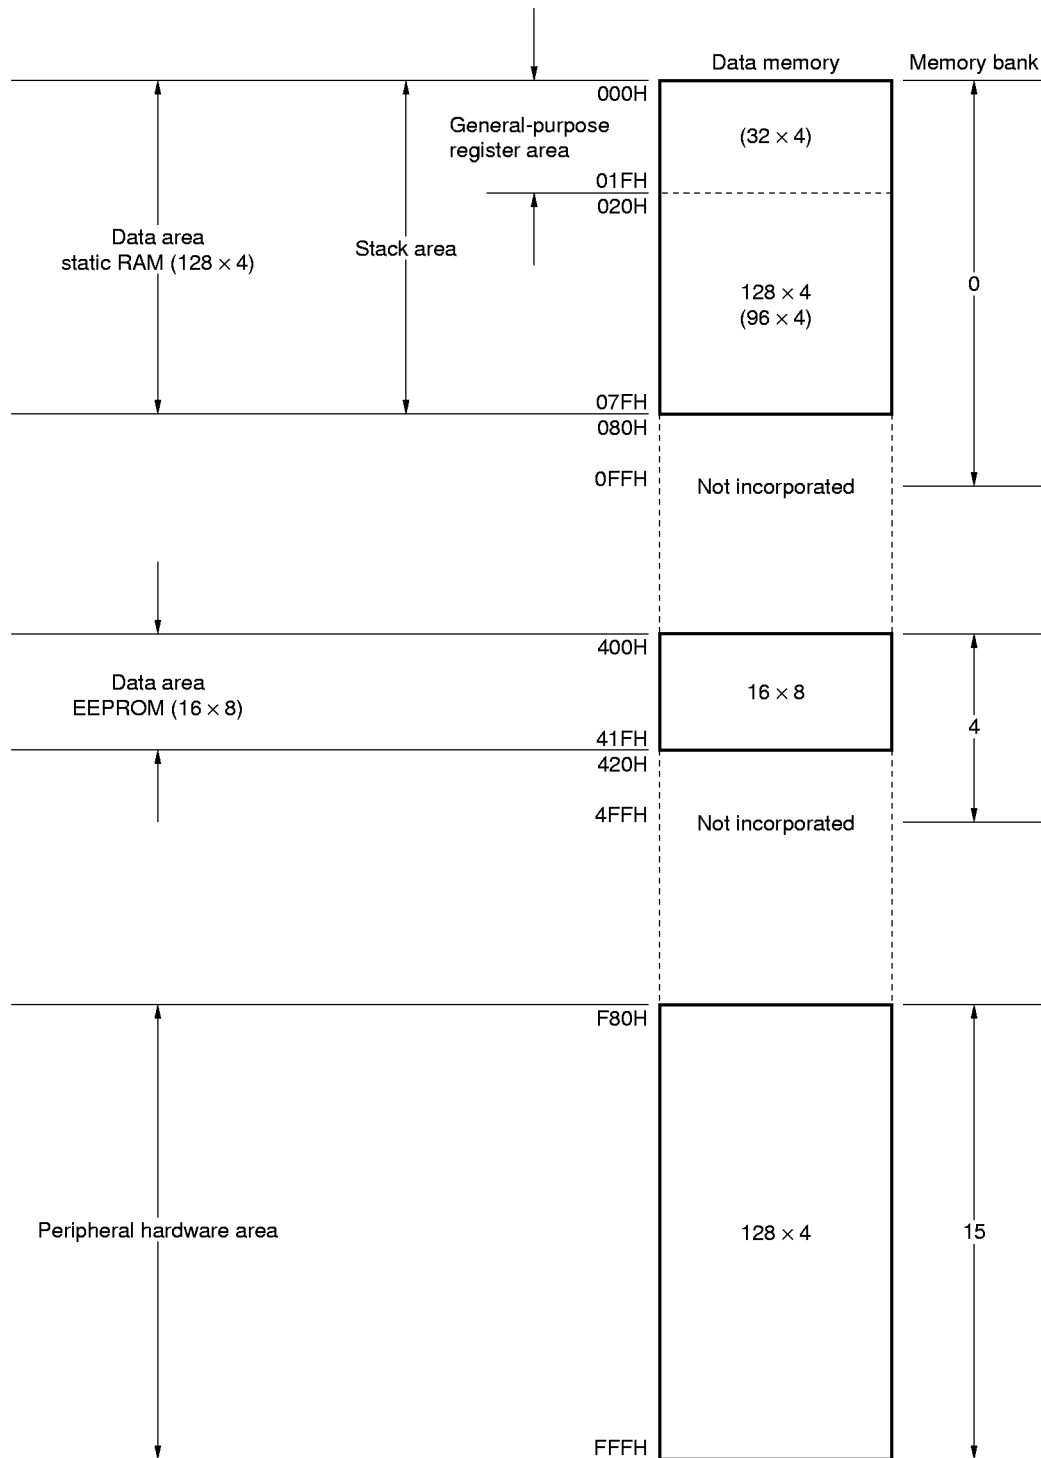 Data memory
Memory bank
000H
General-purpose
register area
(32 × 4)
01FH
020H
Data area
static RAM (128 × 4)
Stack area
128 × 4
(96 × 4)
0
07FH
080H
0FFH
Not incorporated
400H
Data area
EEPROM (16 × 8)
16 × 8
4
41FH
420H
4FFH
Not incorporated
F80H
Peripheral hardware area
128 × 4
15
FFFH